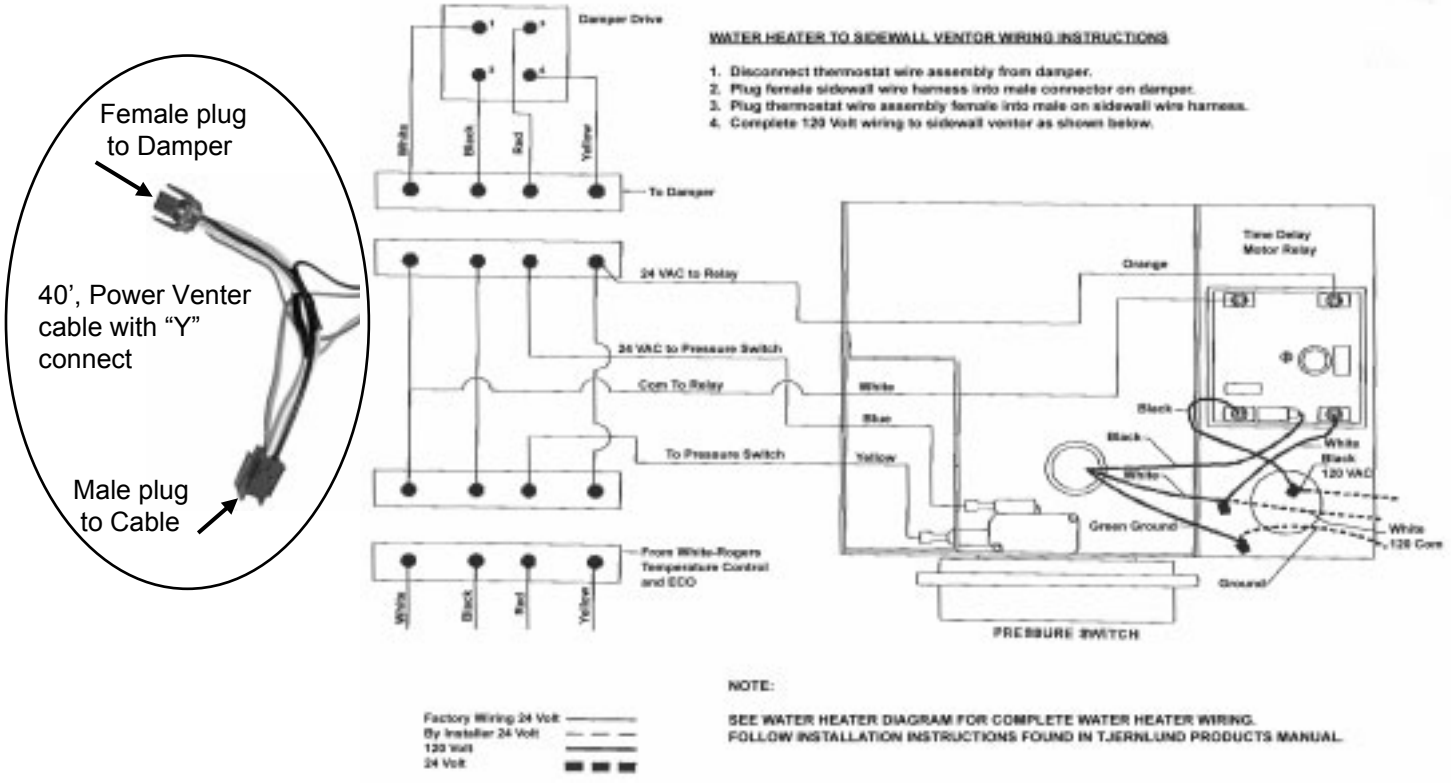 Damper Drive
WATER HEATER TO SIDEWALL VENTOR WIRING INSTRUCTIONS
1. Disconnect thermostat wire assembly from damper.
2. Plug female sidewall wire harness into male connector on damper.
3. Plug thermostat wire assembly female into male on sidewall wire harness.
4. Complete 120 Volt wiring to sidewall ventor as shown below.
Female plug
to Damper
40', Power Venter
cable with “Y”
connect
Male plug
to Cable
1
4
White
Black
Red
Yellow
To Damper
24 VAC to Relay
24 VAC to Pressure Switch
Com To Relay
To Pressure Switch
Orange
White
Blue
Yellow
Time Delay
Motor Relay
Black
Black
White
White
Black
120 VAC
Green Ground
White
120 Com
Ground
PRESSURE SWITCH
From White-Rogers
Temperature Control
and ECO
White
Black
Red
Yellow
NOTE:
SEE WATER HEATER DIAGRAM FOR COMPLETE WATER HEATER WIRING.
FOLLOW INSTALLATION INSTRUCTIONS FOUND IN TJERNLUND PRODUCTS MANUAL.
Factory Wiring 24 Volt
By Installer 24 Volt
120 Volt
24 Volt